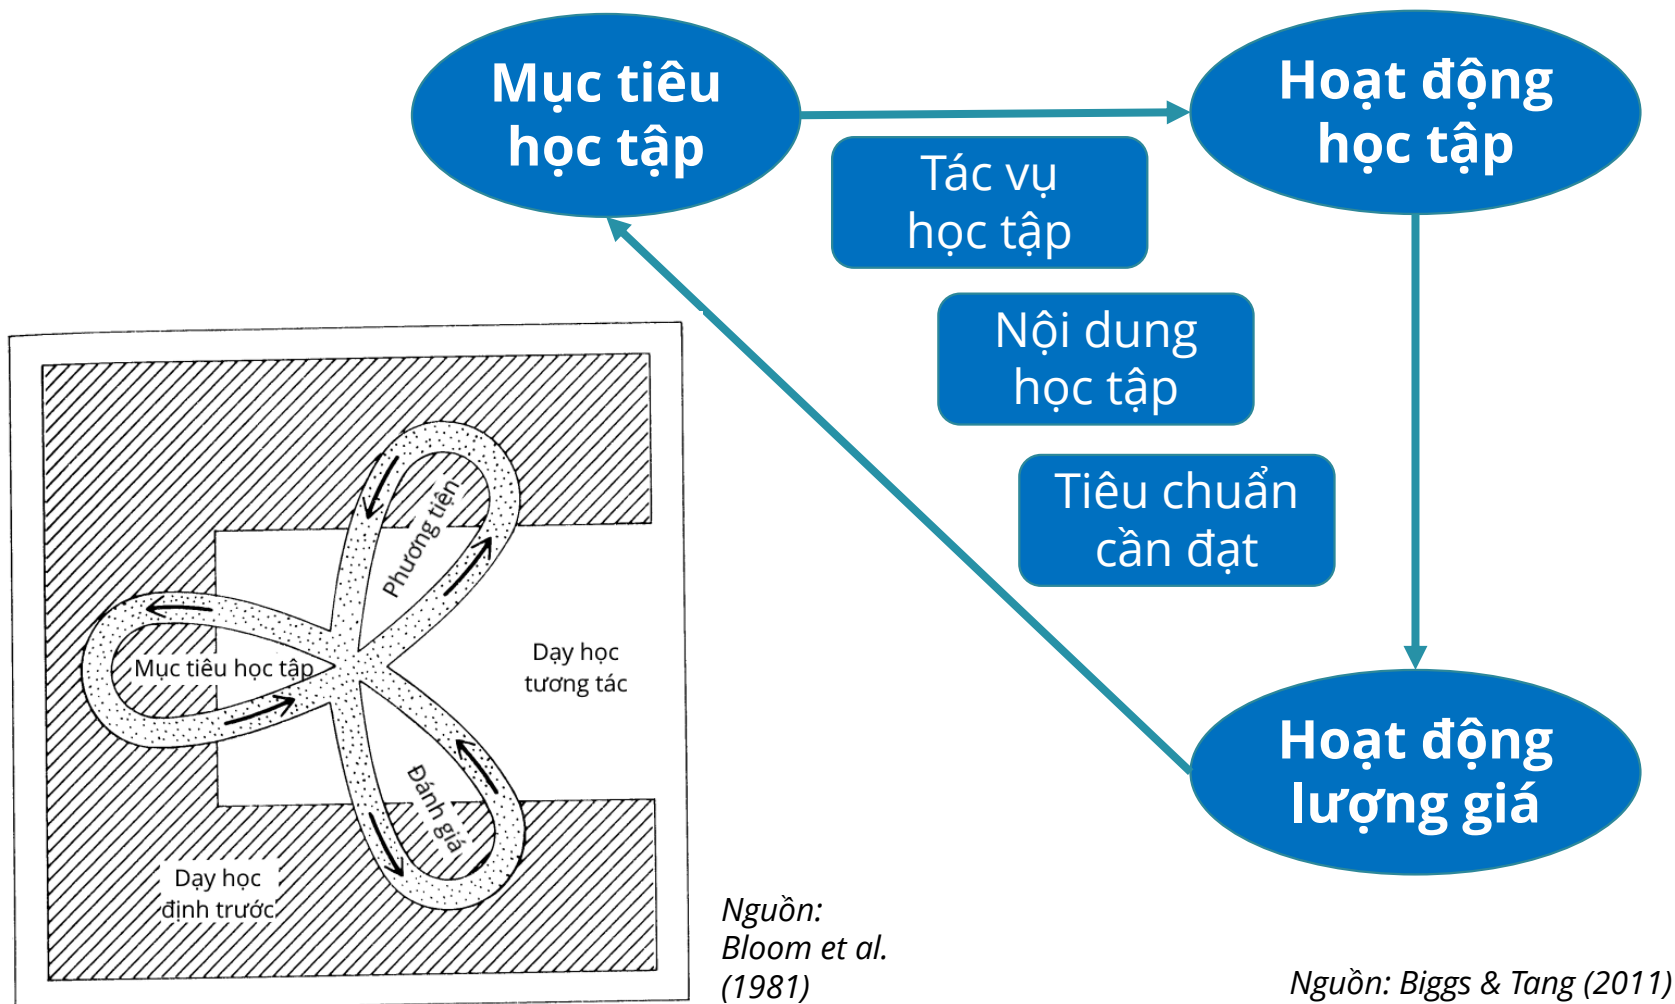 Mục tiêu
học tập
Hoạt động
học tập
Tác vụ
học tập
Nội dung
học tập
Tiêu chuẩn
cần đạt
Hoạt động
lượng giá
Phương tiện
Mục tiêu học tập
Dạy học
tương tác
Đánh giá
Dạy học
định trước
Nguồn:
Bloom et al.
(1981)
Nguồn: Biggs & Tang (2011)